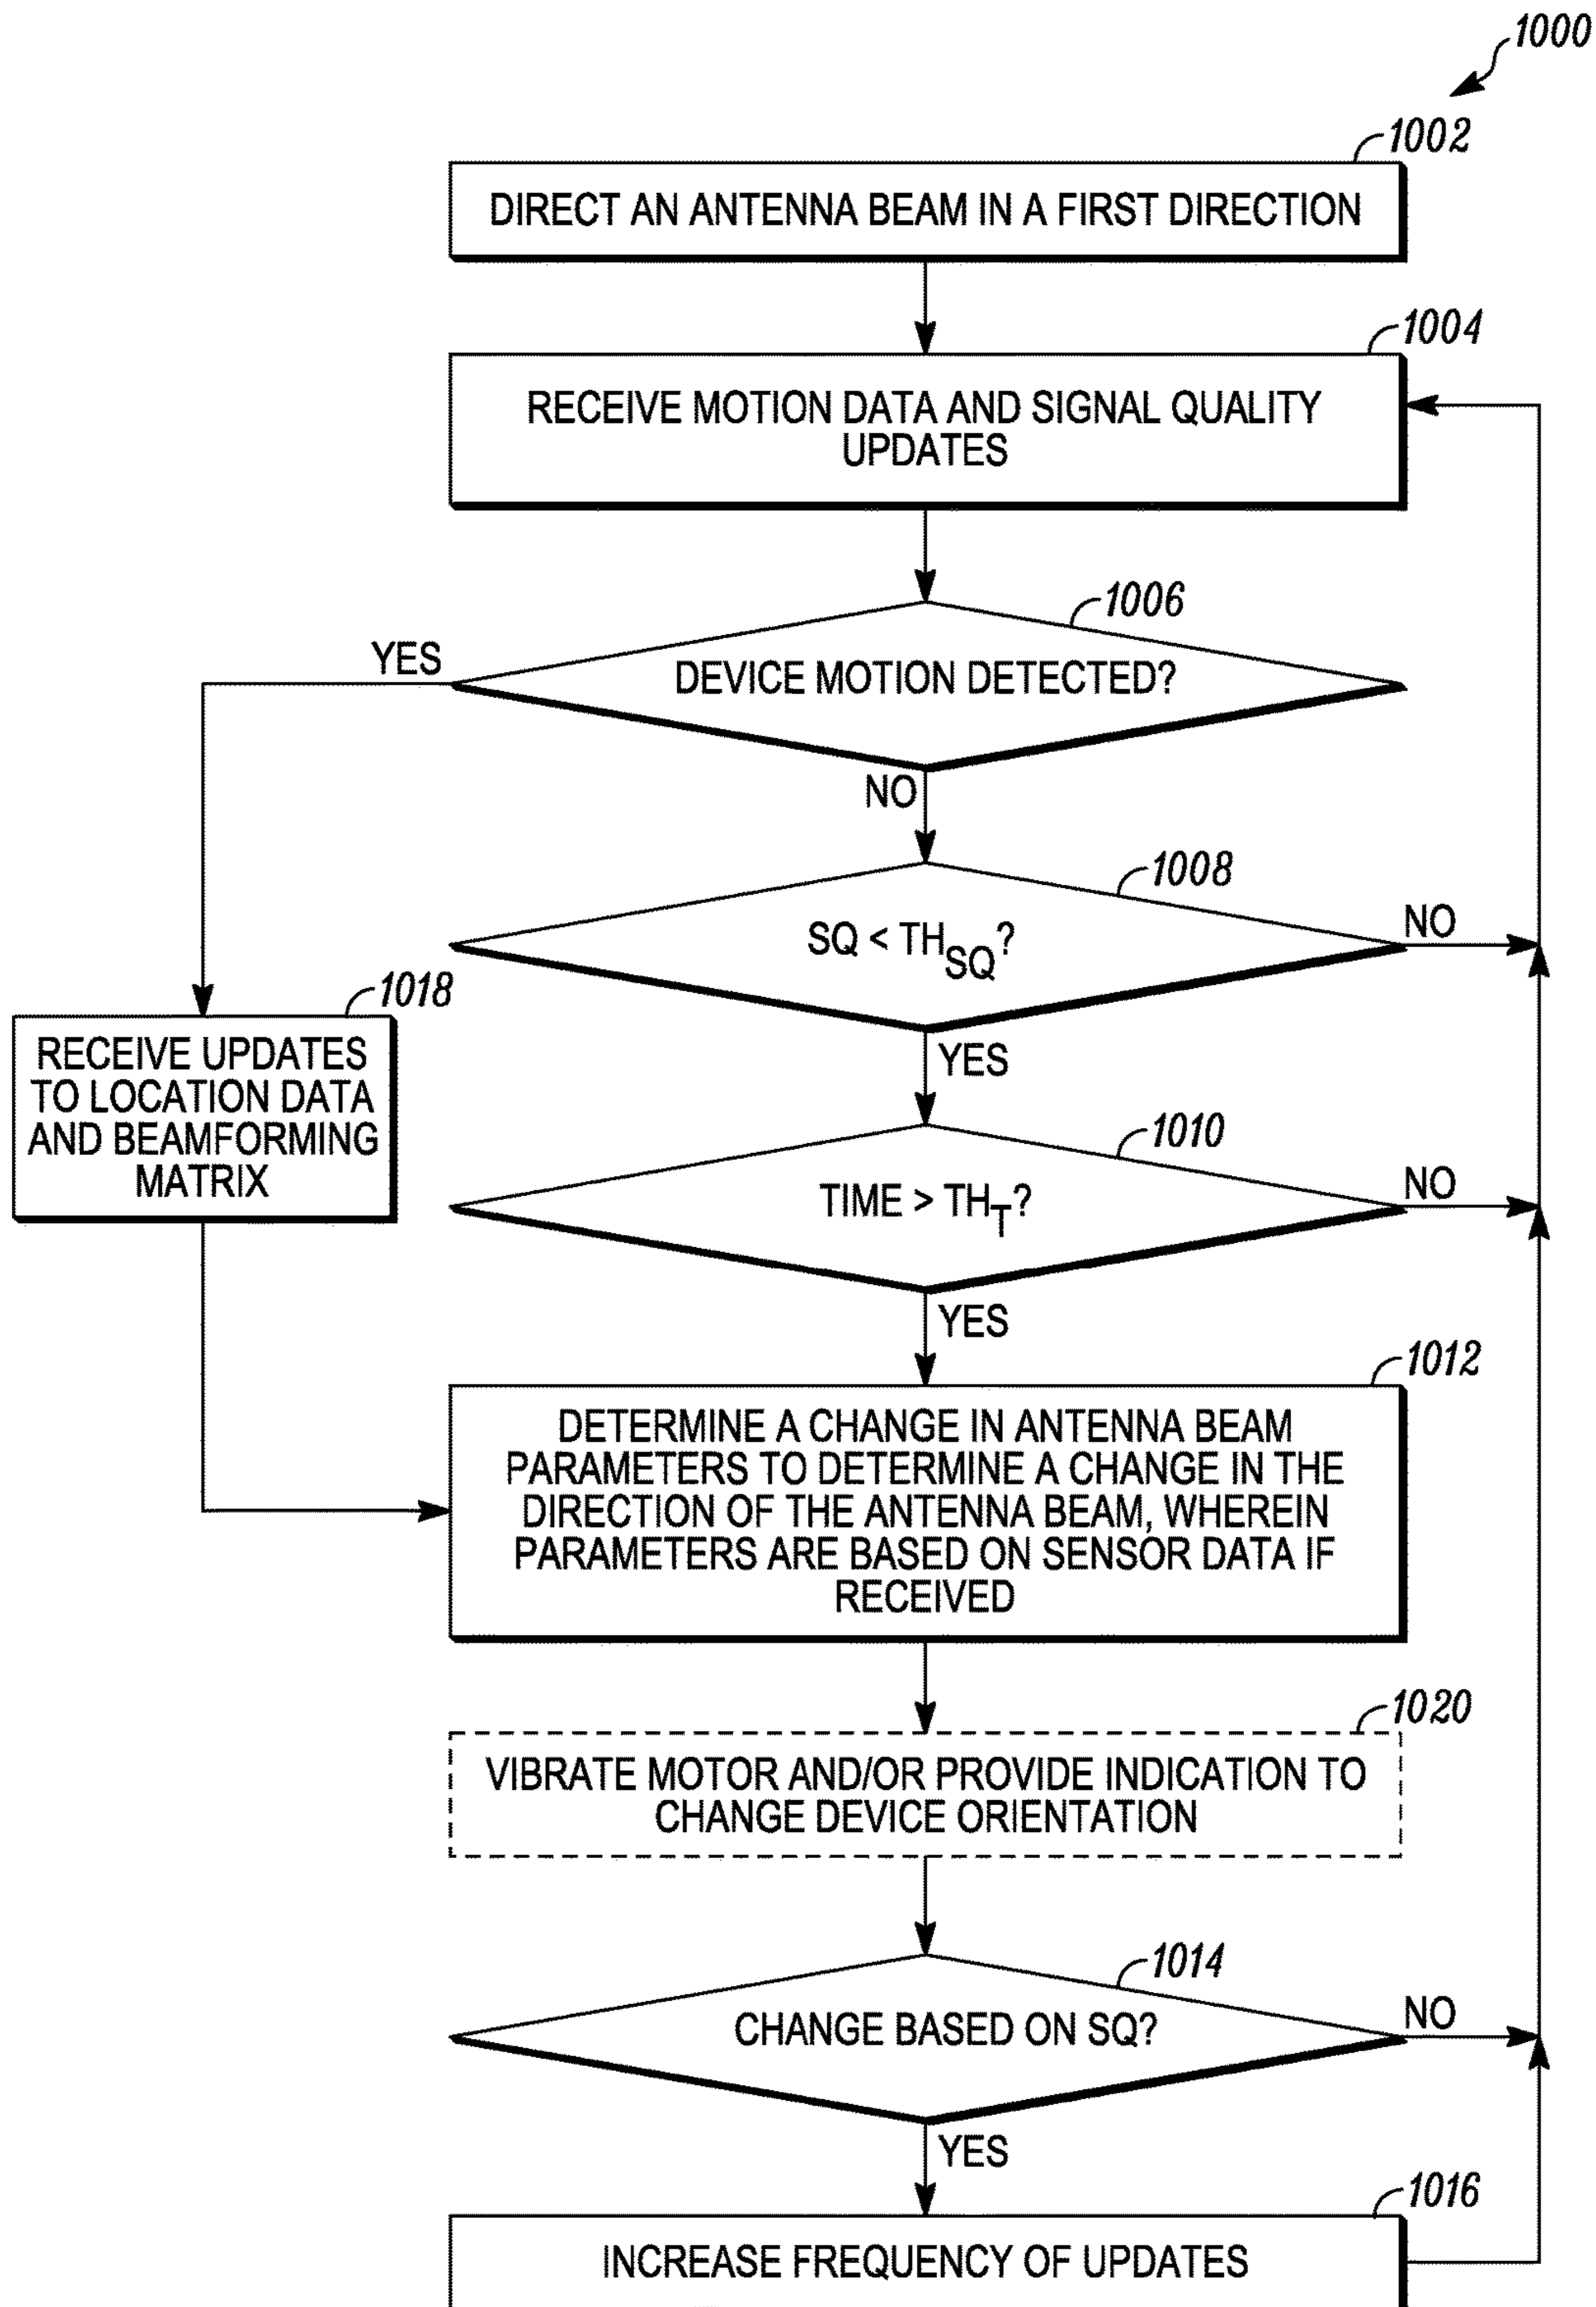 1000
1002
DIRECT AN ANTENNA BEAM IN A FIRST DIRECTION
1004
RECEIVE MOTION DATA AND SIGNAL QUALITY
UPDATES
1006
YES
DEVICE MOTION DETECTED?
NO
1008
SQ < TH_SQ?
NO
YES
1018
RECEIVE UPDATES
TO LOCATION DATA
AND BEAMFORMING
MATRIX
1010
TIME > TH_T?
NO
YES
1012
DETERMINE A CHANGE IN ANTENNA BEAM
PARAMETERS TO DETERMINE A CHANGE IN THE
DIRECTION OF THE ANTENNA BEAM, WHEREIN
PARAMETERS ARE BASED ON SENSOR DATA IF
RECEIVED
1020
VIBRATE MOTOR AND/OR PROVIDE INDICATION TO
CHANGE DEVICE ORIENTATION
1014
CHANGE BASED ON SQ?
NO
YES
1016
INCREASE FREQUENCY OF UPDATES